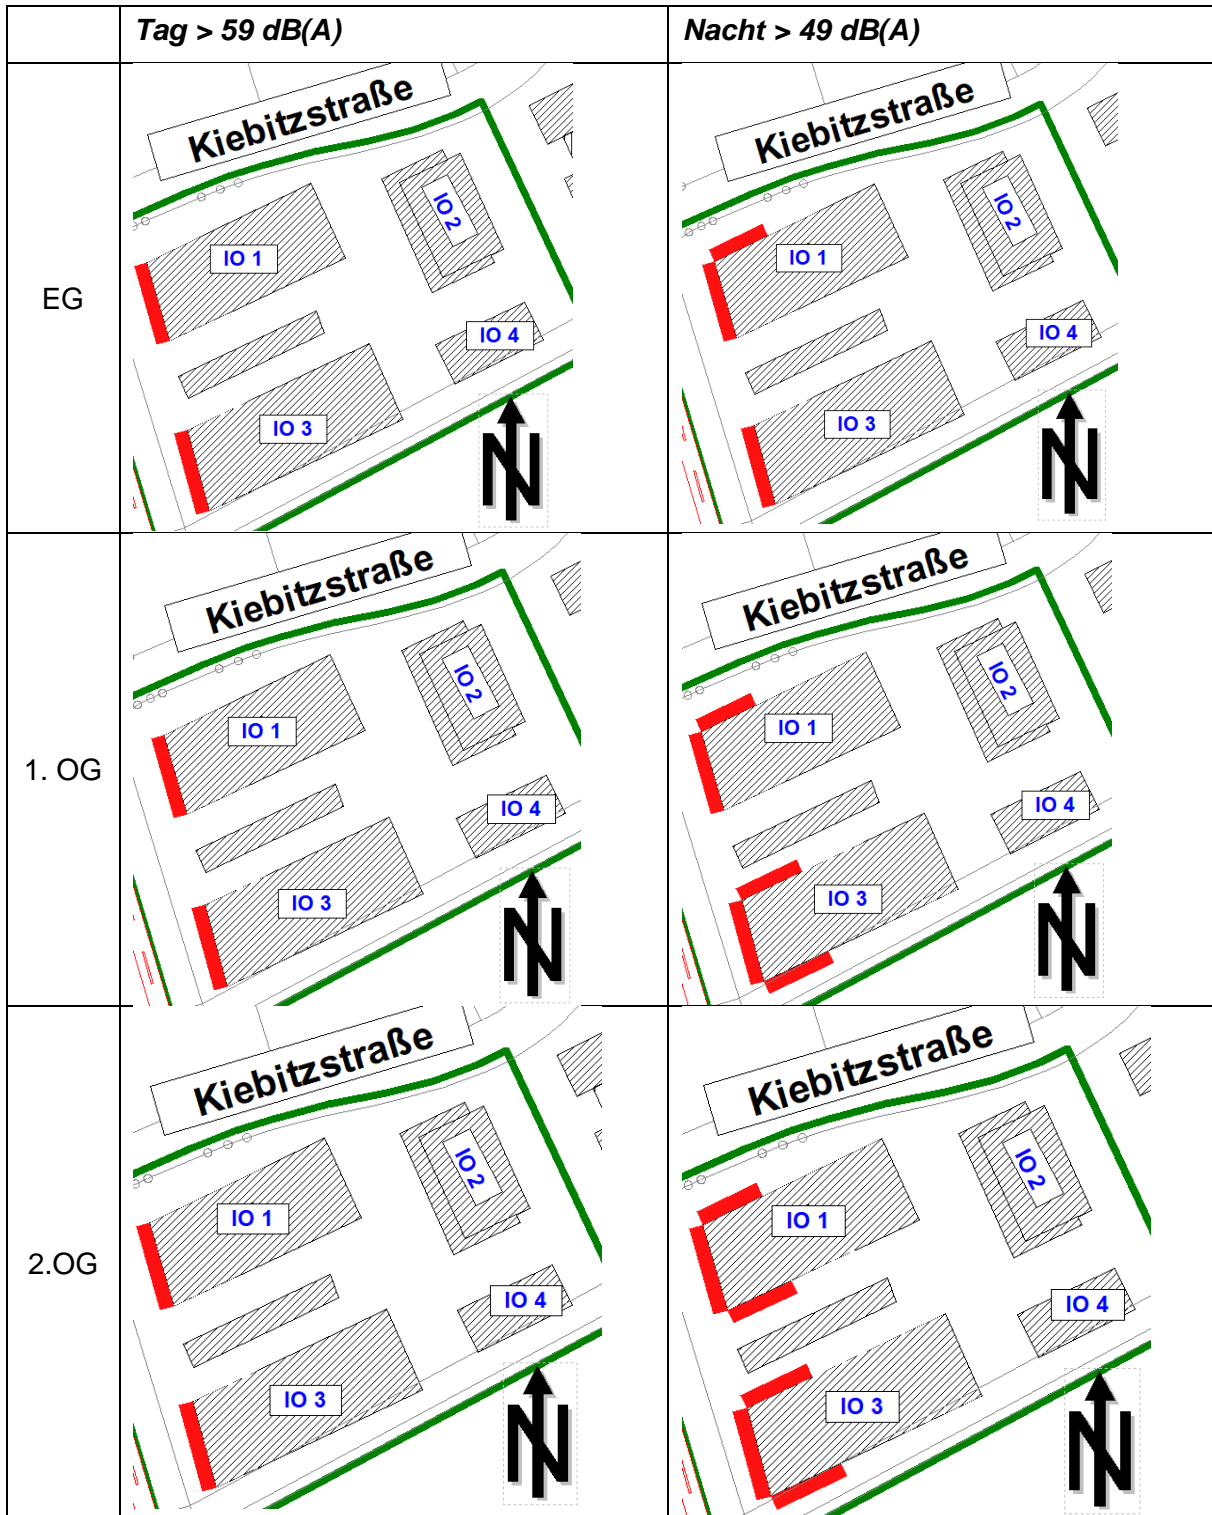 Tag > 59 dB(A)
Nacht > 49 dB(A)
EG
Kiebitzstraße
IO 1
IO 2
IO 3
IO 4
N
Kiebitzstraße
IO 1
IO 2
IO 3
IO 4
N
1. OG
Kiebitzstraße
IO 1
IO 2
IO 3
IO 4
N
Kiebitzstraße
IO 1
IO 2
IO 3
IO 4
N
2.OG
Kiebitzstraße
IO 1
IO 2
IO 3
IO 4
N
Kiebitzstraße
IO 1
IO 2
IO 3
IO 4
N